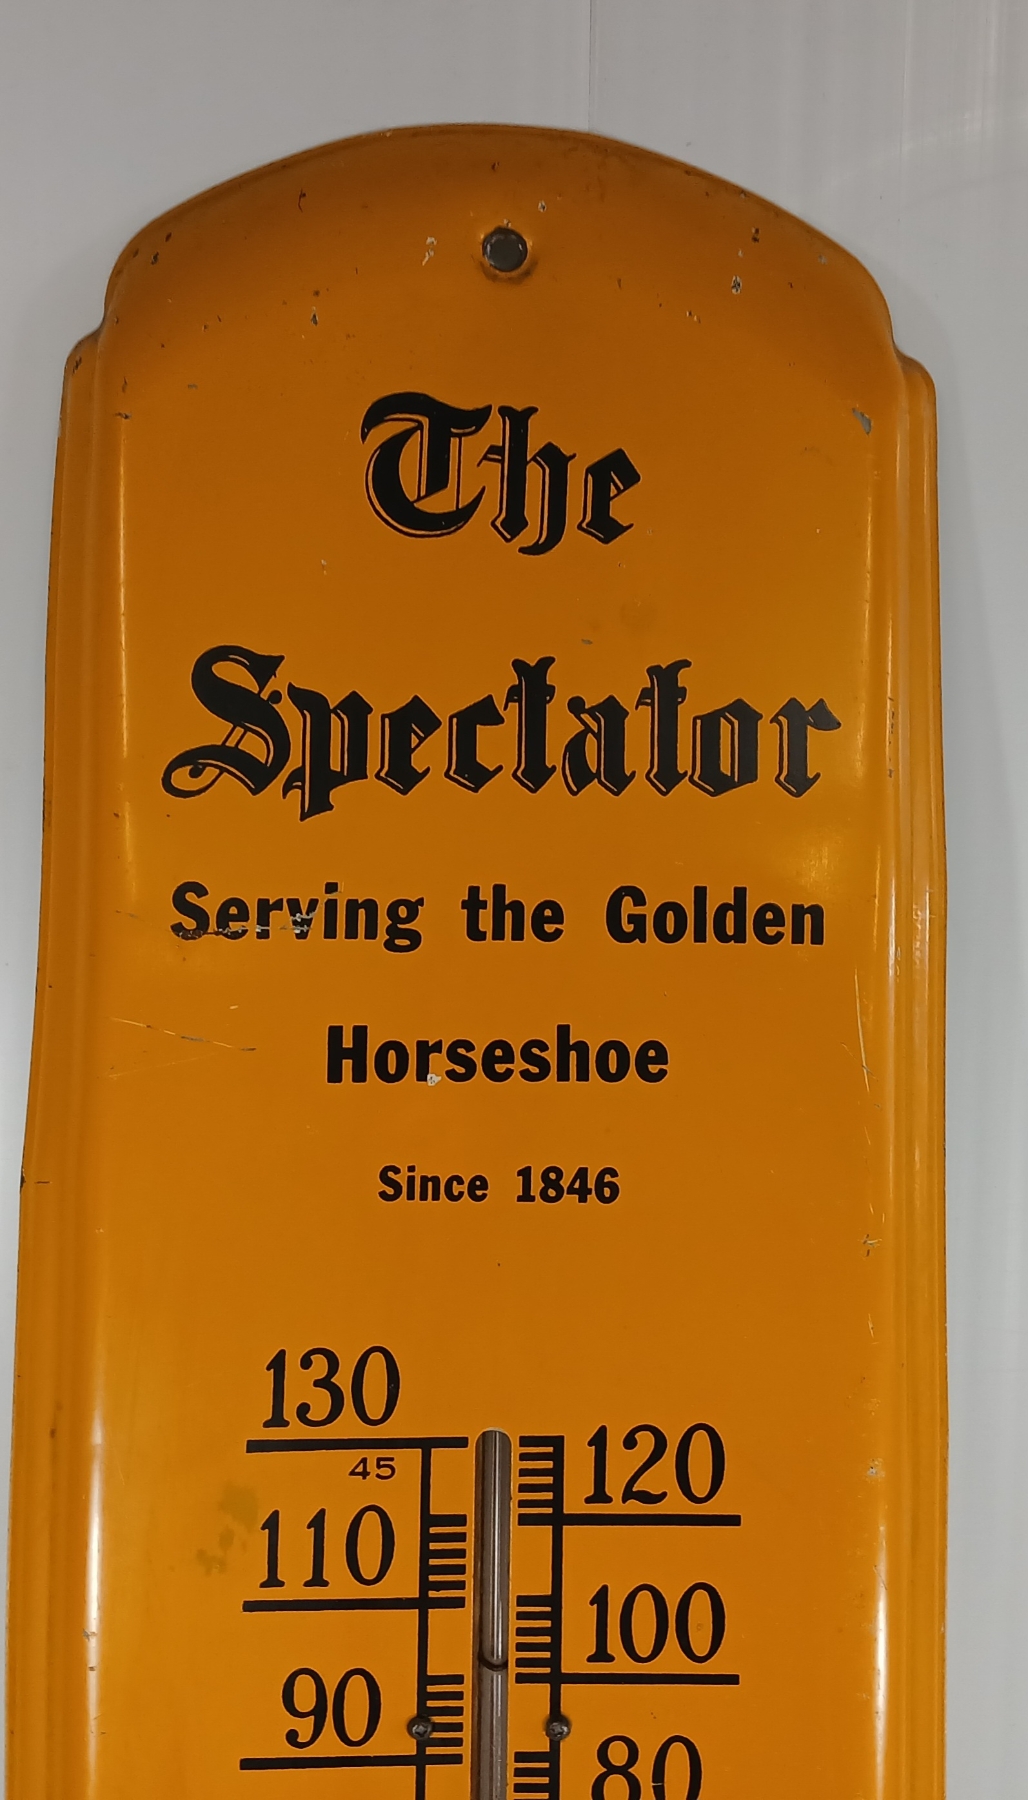 The
Spectator
Serving the Golden
Horseshoe
Since 1846
130
45
120
110
100
90
80